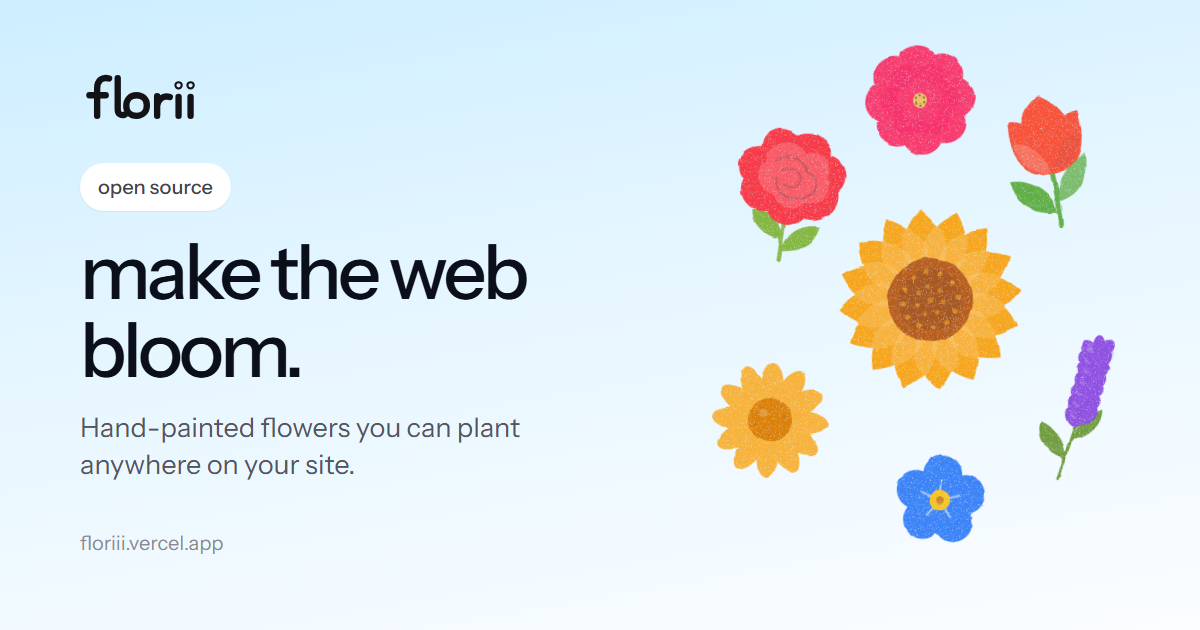 florii
open source
make the web
bloom.
Hand-painted flowers you can plant
anywhere on your site.
floriii.vercel.app